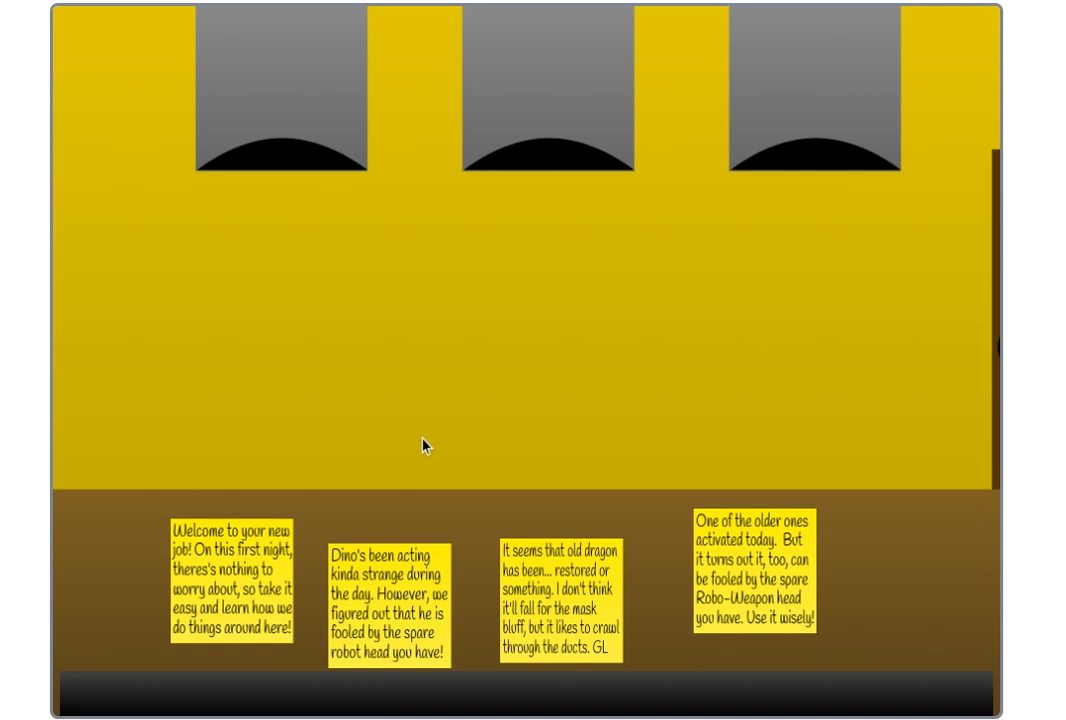 Welcome to your new
job! On this first night,
theres's nothing to
worry about, so take it
easy and learn how we
do things around here!
Dino's been acting
kinda strange during
the day. However, we
figured out that he is
fooled by the spare
robot head you have!
It seems that old dragon
has been... restored or
something. I don't think
it'll fall for the mask
bluff, but it likes to crawl
through the ducts. GL
One of the older ones
activated today. But
it turns out it, too, can
be fooled by the spare
Robo-Weapon head
you have. Use it wisely!